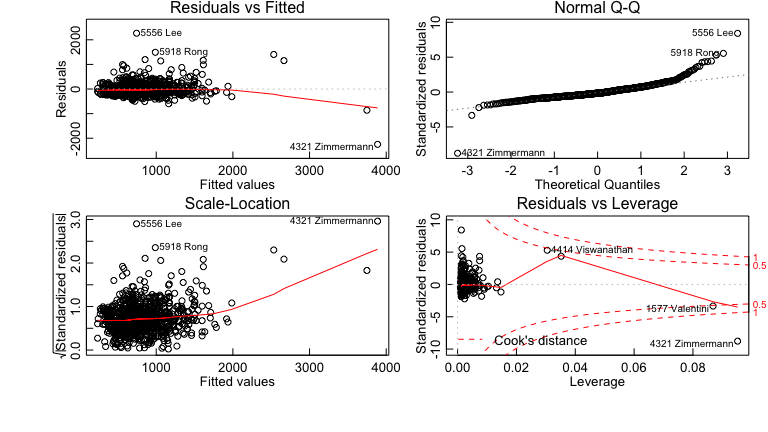 Residuals vs Fitted
Residuals
2000
0
-2000
5556 Lee
5918 Rong
4321 Zimmermann
1000 2000 3000 4000
Fitted values
Normal Q-Q
Standardized residuals
10
5
0
-5
5556 Lee
5918 Rong
4321 Zimmermann
-3 -2 -1 0 1 2 3
Theoretical Quantiles
Scale-Location
√|Standardized residuals|
3.0
2.0
1.0
0.0
5556 Lee
5918 Rong
4321 Zimmermann
1000 2000 3000 4000
Fitted values
Residuals vs Leverage
Standardized residuals
10
5
0
-5
-10
4414 Viswanathan
1577 Valentini
4321 Zimmermann
Cook's distance
1
0.5
0.5
1
0.00 0.02 0.04 0.06 0.08
Leverage